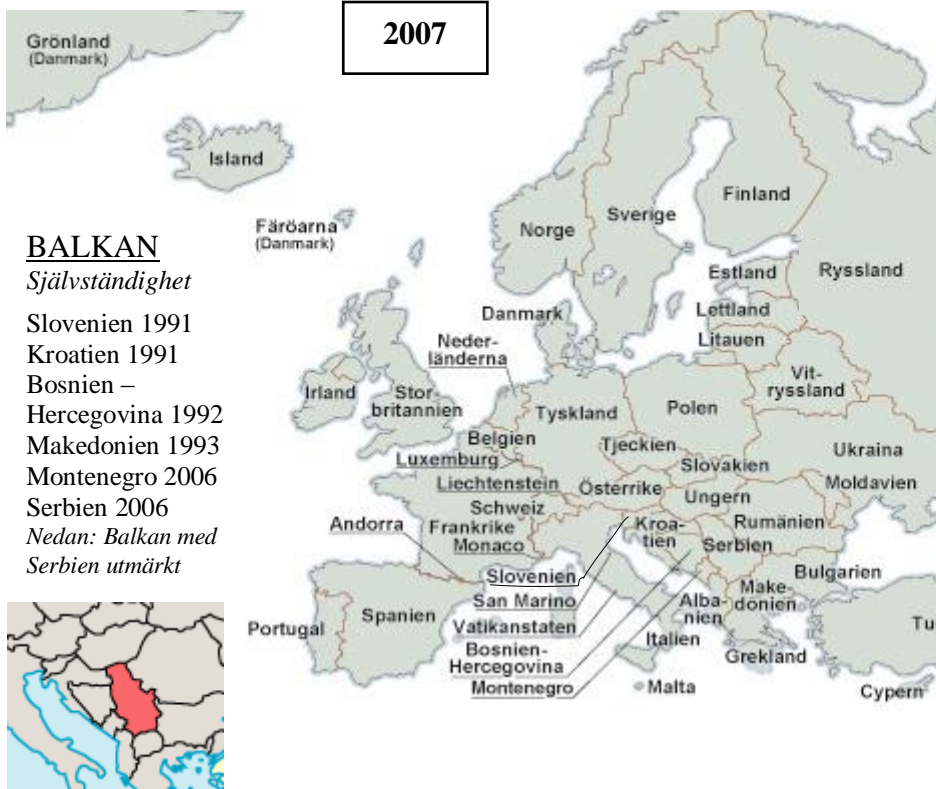 2007
Grönland
(Danmark)
Island
Färöarna
(Danmark)
Norge
Sverige
Finland
Ryssland
Estland
Lettland
Litauen
Danmark
Neder-
länderna
Vit-
ryssland
Irland
Stor-
britannien
Tyskland
Polen
Belgien
Tjeckien
Ukraina
Luxemburg
Slovakien
Liechtenstein
Österrike
Ungern
Moldavien
Schweiz
Andorra
Frankrike
Monaco
Kroa-
tien
Rumänien
Serbien
Slovenien
Bulgarien
San Marino
Make-
donien
Alba-
nien
Portugal
Spanien
Vatikanstaten
Italien
Tu
Bosnien-
Hercegovina
Grekland
Montenegro
Malta
Cypern
BALKAN
Självständighet
Slovenien 1991
Kroatien 1991
Bosnien –
Hercegovina 1992
Makedonien 1993
Montenegro 2006
Serbien 2006
Nedan: Balkan med
Serbien utmärkt